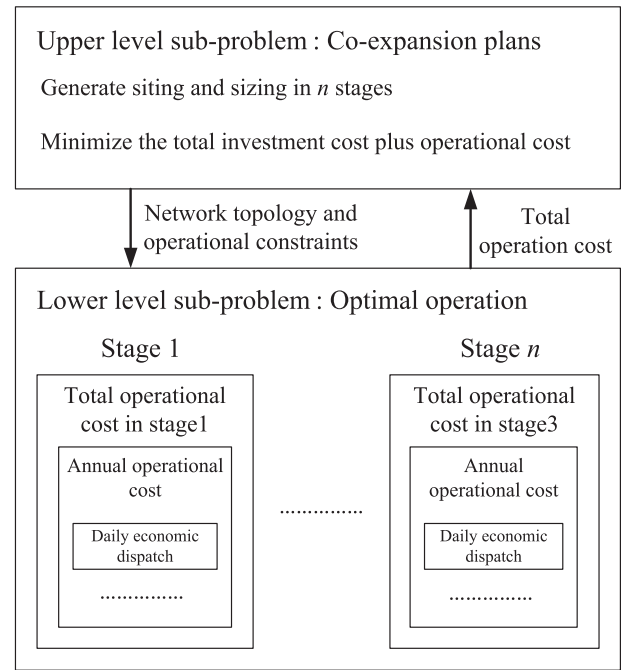 Upper level sub-problem : Co-expansion plans
Generate siting and sizing in n stages
Minimize the total investment cost plus operational cost
Network topology and
operational constraints
Total
operation cost
Lower level sub-problem : Optimal operation
Stage 1
Total operational
cost in stage1
Annual operational
cost
Daily economic
dispatch
...............
...............
Stage n
Total operational
cost in stage3
Annual
operational cost
Daily economic
dispatch
...............